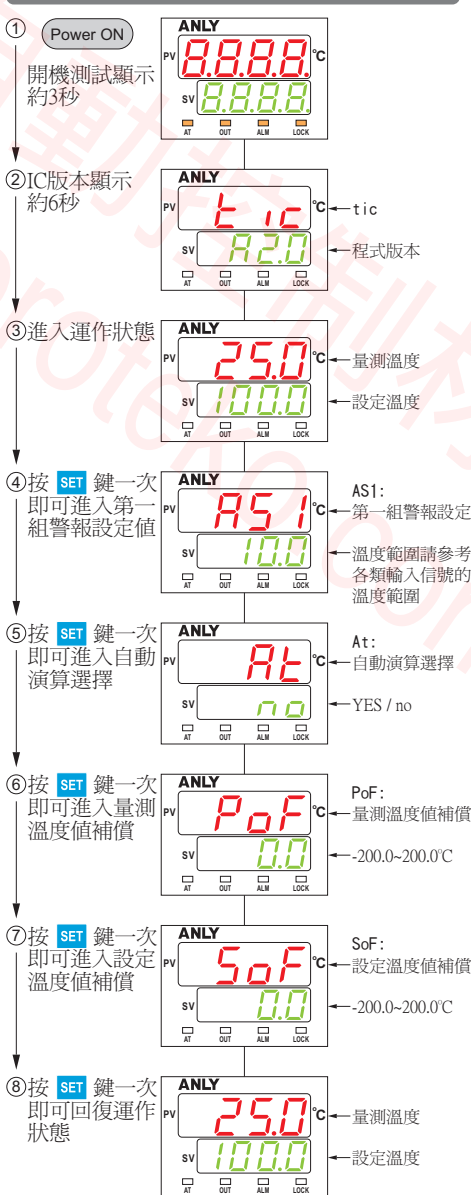 ① Power ON
開機測試顯示
約3秒
ANLY
PV 8.8.8.8. °C
SV 8.8.8.8.
AT OUT ALM LOCK
②IC版本顯示
約6秒
ANLY
PV tic °C tic
SV A2.0 程式版本
AT OUT ALM LOCK
③進入運作狀態
ANLY
PV 25.0 °C 量測溫度
SV 100.0 設定溫度
AT OUT ALM LOCK
④按 SET 鍵一次
即可進入第一
組警報設定值
ANLY
PV AS1 °C
AS1:
第一組警報設定
SV 10.0
溫度範圍請參考
各類輸入信號的
溫度範圍
AT OUT ALM LOCK
⑤按 SET 鍵一次
即可進入自動
演算選擇
ANLY
PV At °C
At:
自動演算選擇
SV no YES / no
AT OUT ALM LOCK
⑥按 SET 鍵一次
即可進入量測
溫度值補償
ANLY
PV PoF °C
PoF:
量測溫度值補償
SV 0.0 -200.0~200.0℃
AT OUT ALM LOCK
⑦按 SET 鍵一次
即可進入設定
溫度值補償
ANLY
PV SoF °C
SoF:
設定溫度值補償
SV 0.0 -200.0~200.0℃
AT OUT ALM LOCK
⑧按 SET 鍵一次
即可回復運作
狀態
ANLY
PV 25.0 °C 量測溫度
SV 100.0 設定溫度
AT OUT ALM LOCK